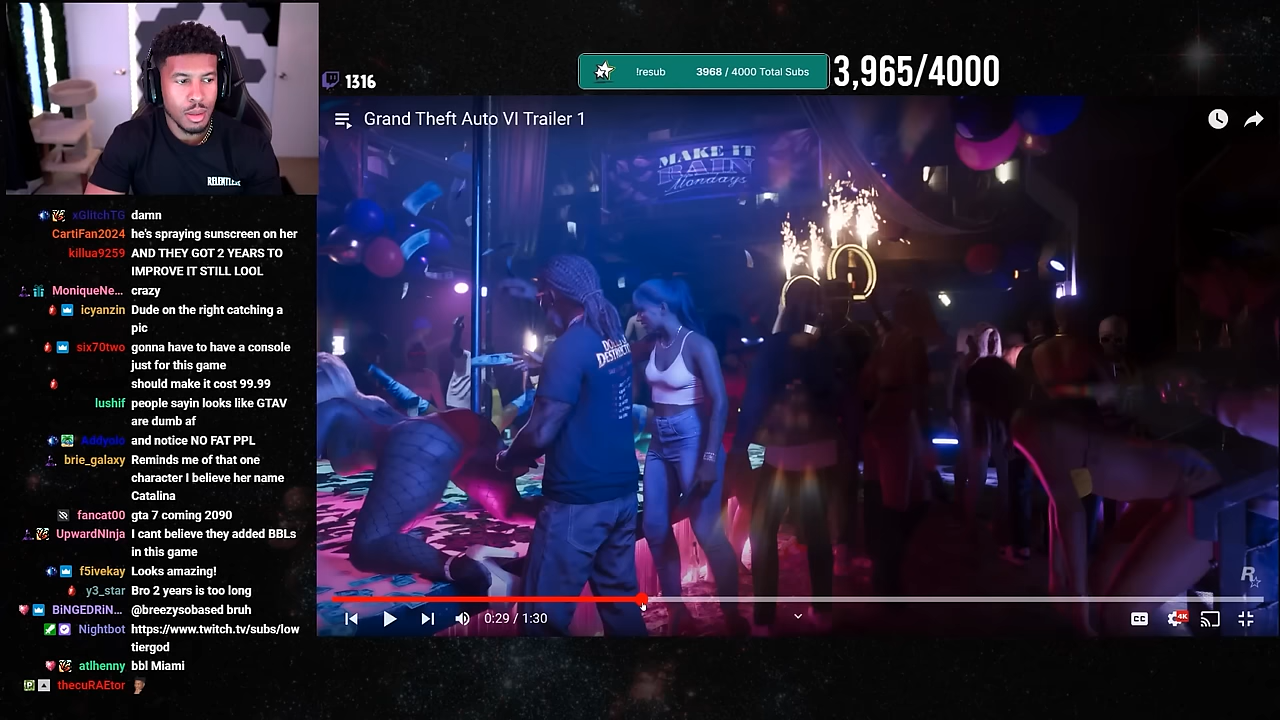 1316
!resub 3968 / 4000 Total Subs
3,965/4000
Grand Theft Auto VI Trailer 1
MAKE IT
RAIN
Mondays
RELENTLESS
xGlitchTG damn
CartiFan2024 he's spraying sunscreen on her
killua9259 AND THEY GOT 2 YEARS TO
IMPROVE IT STILL LOOL
MoniqueNe... crazy
icyanzin Dude on the right catching a
pic
six70two gonna have to have a console
just for this game
should make it cost 99.99
lushif people sayin looks like GTAV
are dumb af
Addynio and notice NO FAT PPL
brie_galaxy Reminds me of that one
character I believe her name
Catalina
fancat00 gta 7 coming 2090
UpwardNInja I cant believe they added BBLs
in this game
f5ivekay Looks amazing!
y3_star Bro 2 years is too long
BiNGEDRiN... @breezysobased bruh
Nightbot https://www.twitch.tv/subs/low
tiergod
atlhenny bbl Miami
thecuRAEtor
R
0:29 / 1:30
CC
4K